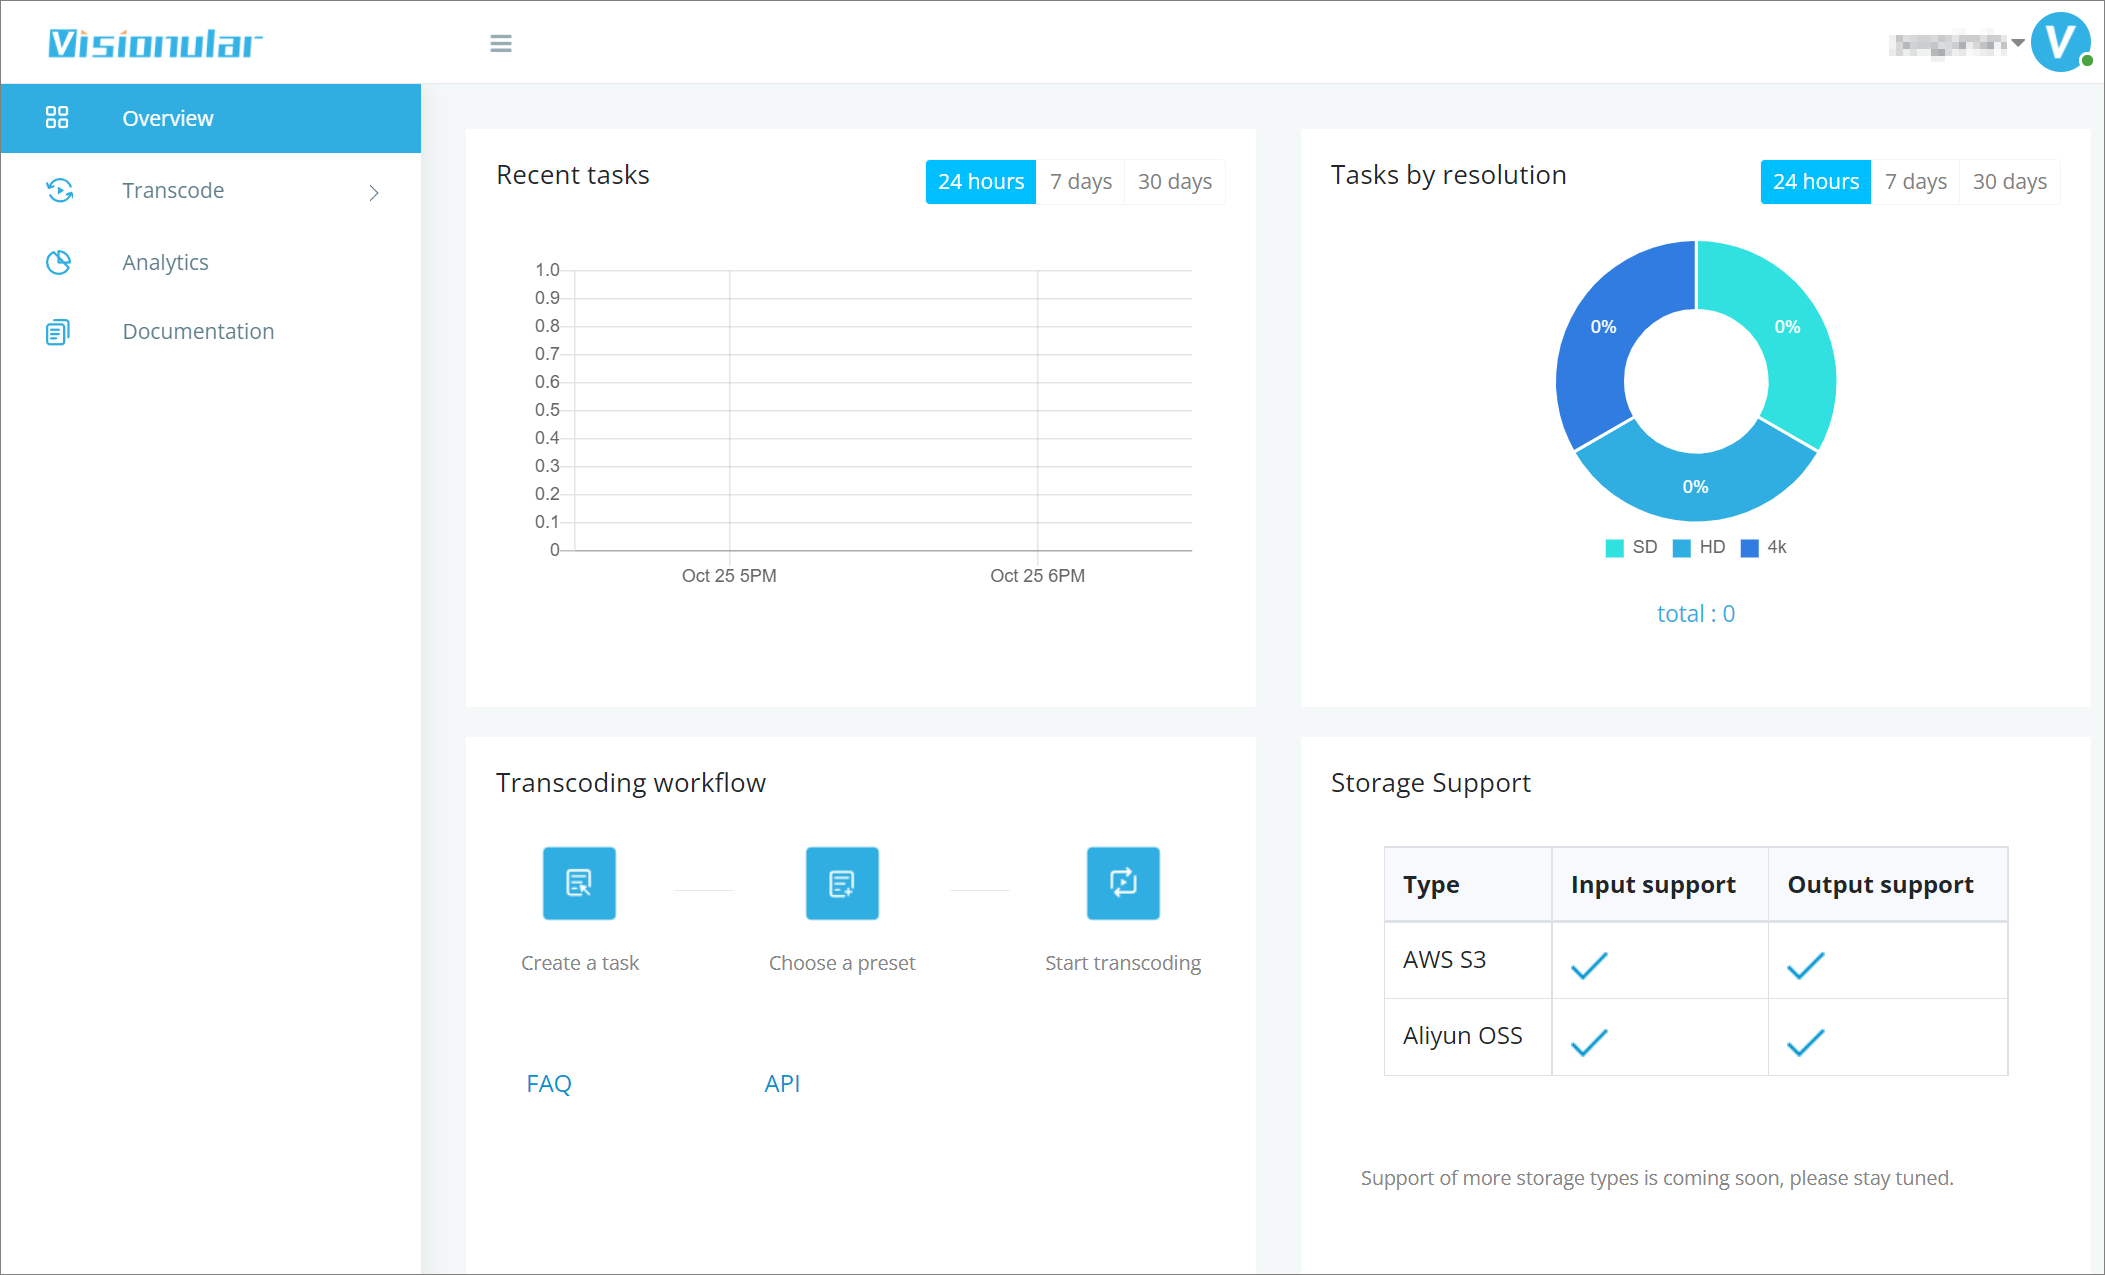 Visionular
V
Overview
Transcode
Analytics
Documentation
Recent tasks
24 hours 7 days 30 days
1.0
0.9
0.8
0.7
0.6
0.5
0.4
0.3
0.2
0.1
0
Oct 25 5PM Oct 25 6PM
Tasks by resolution
24 hours 7 days 30 days
0% 0%
0%
SD HD 4k
total : 0
Transcoding workflow
Create a task Choose a preset Start transcoding
FAQ API
Storage Support
Type Input support Output support
AWS S3
Aliyun OSS
Support of more storage types is coming soon, please stay tuned.